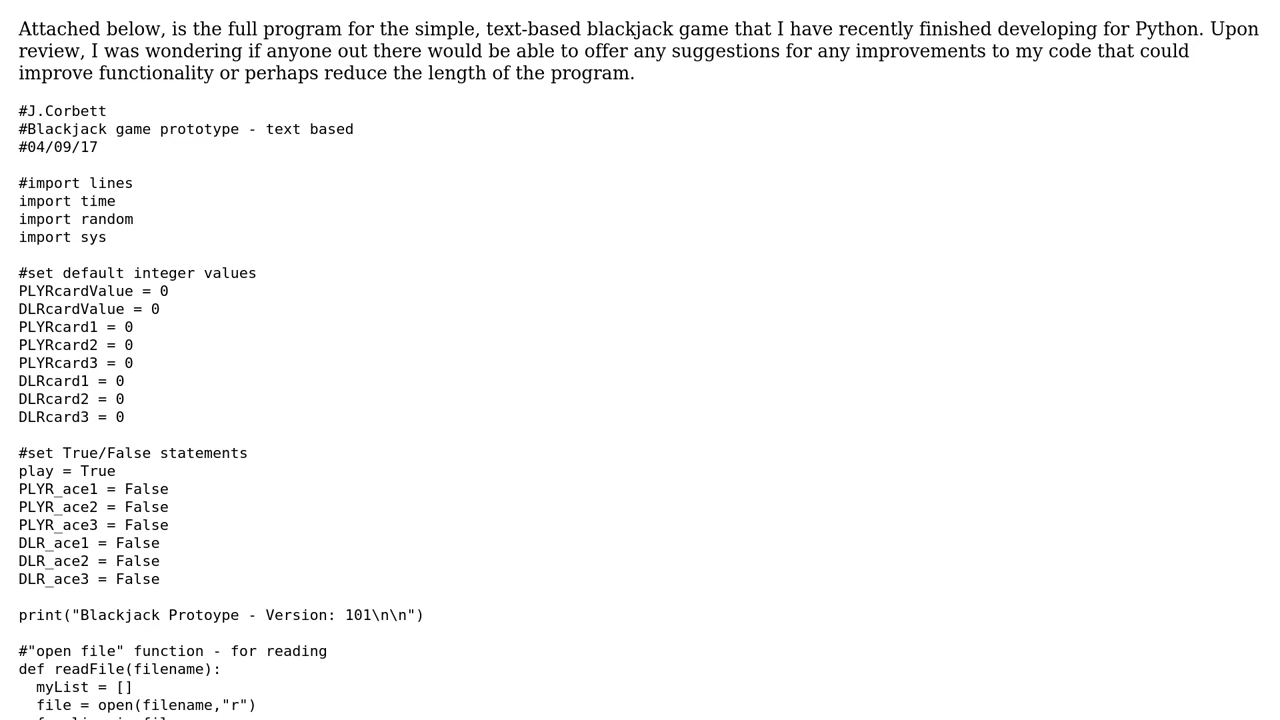 Attached below, is the full program for the simple, text-based blackjack game that I have recently finished developing for Python. Upon
review, I was wondering if anyone out there would be able to offer any suggestions for any improvements to my code that could
improve functionality or perhaps reduce the length of the program.
#J.Corbett
#Blackjack game prototype - text based
#04/09/17
#import lines
import time
import random
import sys
#set default integer values
PLYRcardValue = 0
DLRcardValue = 0
PLYRcard1 = 0
PLYRcard2 = 0
PLYRcard3 = 0
DLRcard1 = 0
DLRcard2 = 0
DLRcard3 = 0
#set True/False statements
play = True
PLYR_ace1 = False
PLYR_ace2 = False
PLYR_ace3 = False
DLR_ace1 = False
DLR_ace2 = False
DLR_ace3 = False
print("Blackjack Protoype - Version: 101\n\n")
#"open file" function - for reading
def readFile(filename):
  myList = []
  file = open(filename,"r")